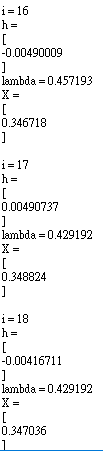 i = 16
h =
[
-0.00490009
]
lambda = 0.457193
X =
[
0.346718
]
i = 17
h =
[
0.00490737
]
lambda = 0.429192
X =
[
0.348824
]
i = 18
h =
[
-0.00416711
]
lambda = 0.429192
X =
[
0.347036
]